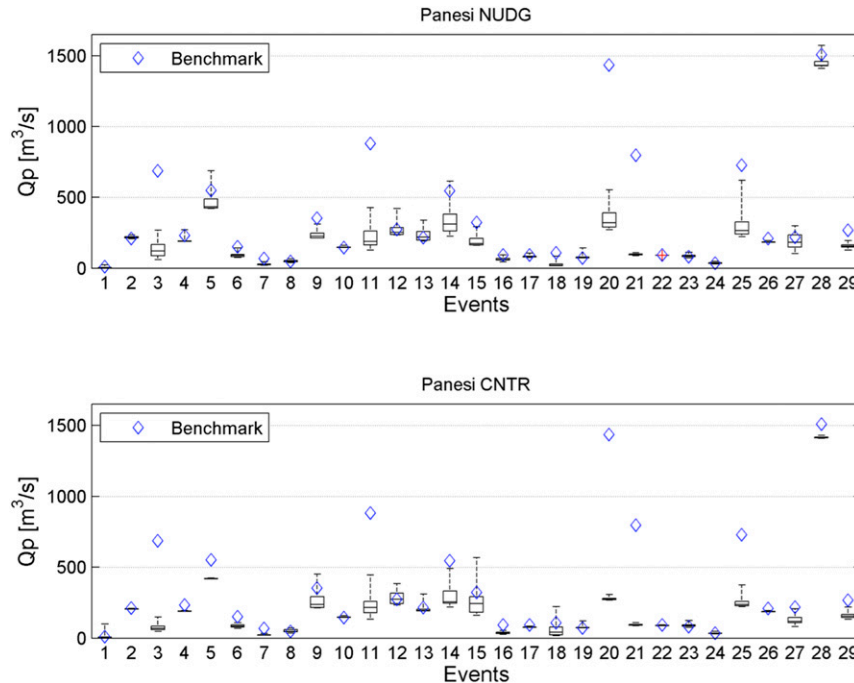 Panesi NUDG
Benchmark
Qp [m³/s]
1500
1000
500
0
1 2 3 4 5 6 7 8 9 10 11 12 13 14 15 16 17 18 19 20 21 22 23 24 25 26 27 28 29
Events
Panesi CNTR
Benchmark
Qp [m³/s]
1500
1000
500
0
1 2 3 4 5 6 7 8 9 10 11 12 13 14 15 16 17 18 19 20 21 22 23 24 25 26 27 28 29
Events